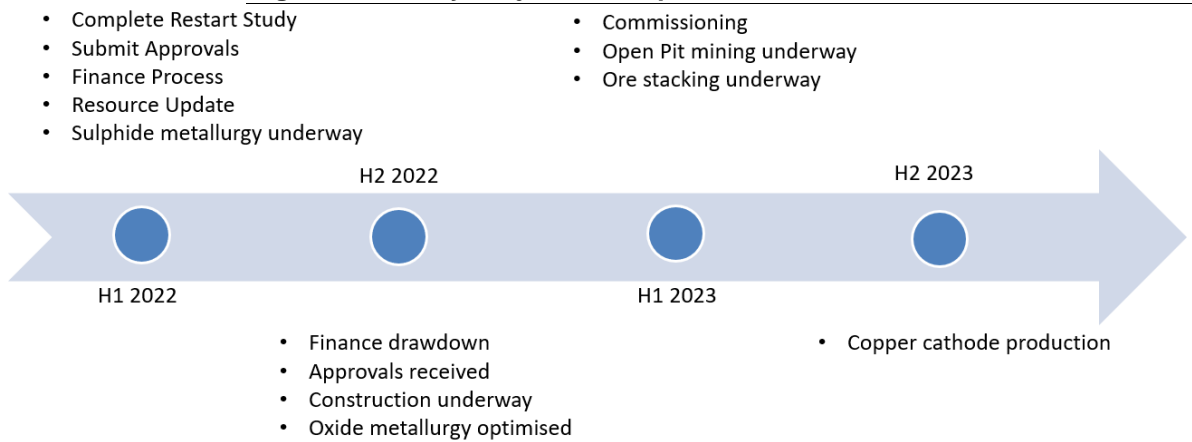 • Complete Restart Study
• Submit Approvals
• Finance Process
• Resource Update
• Sulphide metallurgy underway
• Commissioning
• Open Pit mining underway
• Ore stacking underway
H2 2022
H2 2023
H1 2022
H1 2023
• Finance drawdown
• Approvals received
• Construction underway
• Oxide metallurgy optimised
• Copper cathode production